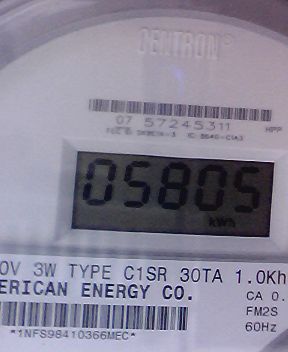 CENTRON®
07 57245311
HPP
05805
kWh
0V 3W TYPE C1SR 30TA 1.0Kh
ERICAN ENERGY CO.
CA 0.
FM2S
60Hz
*1NFS98410366MEC*